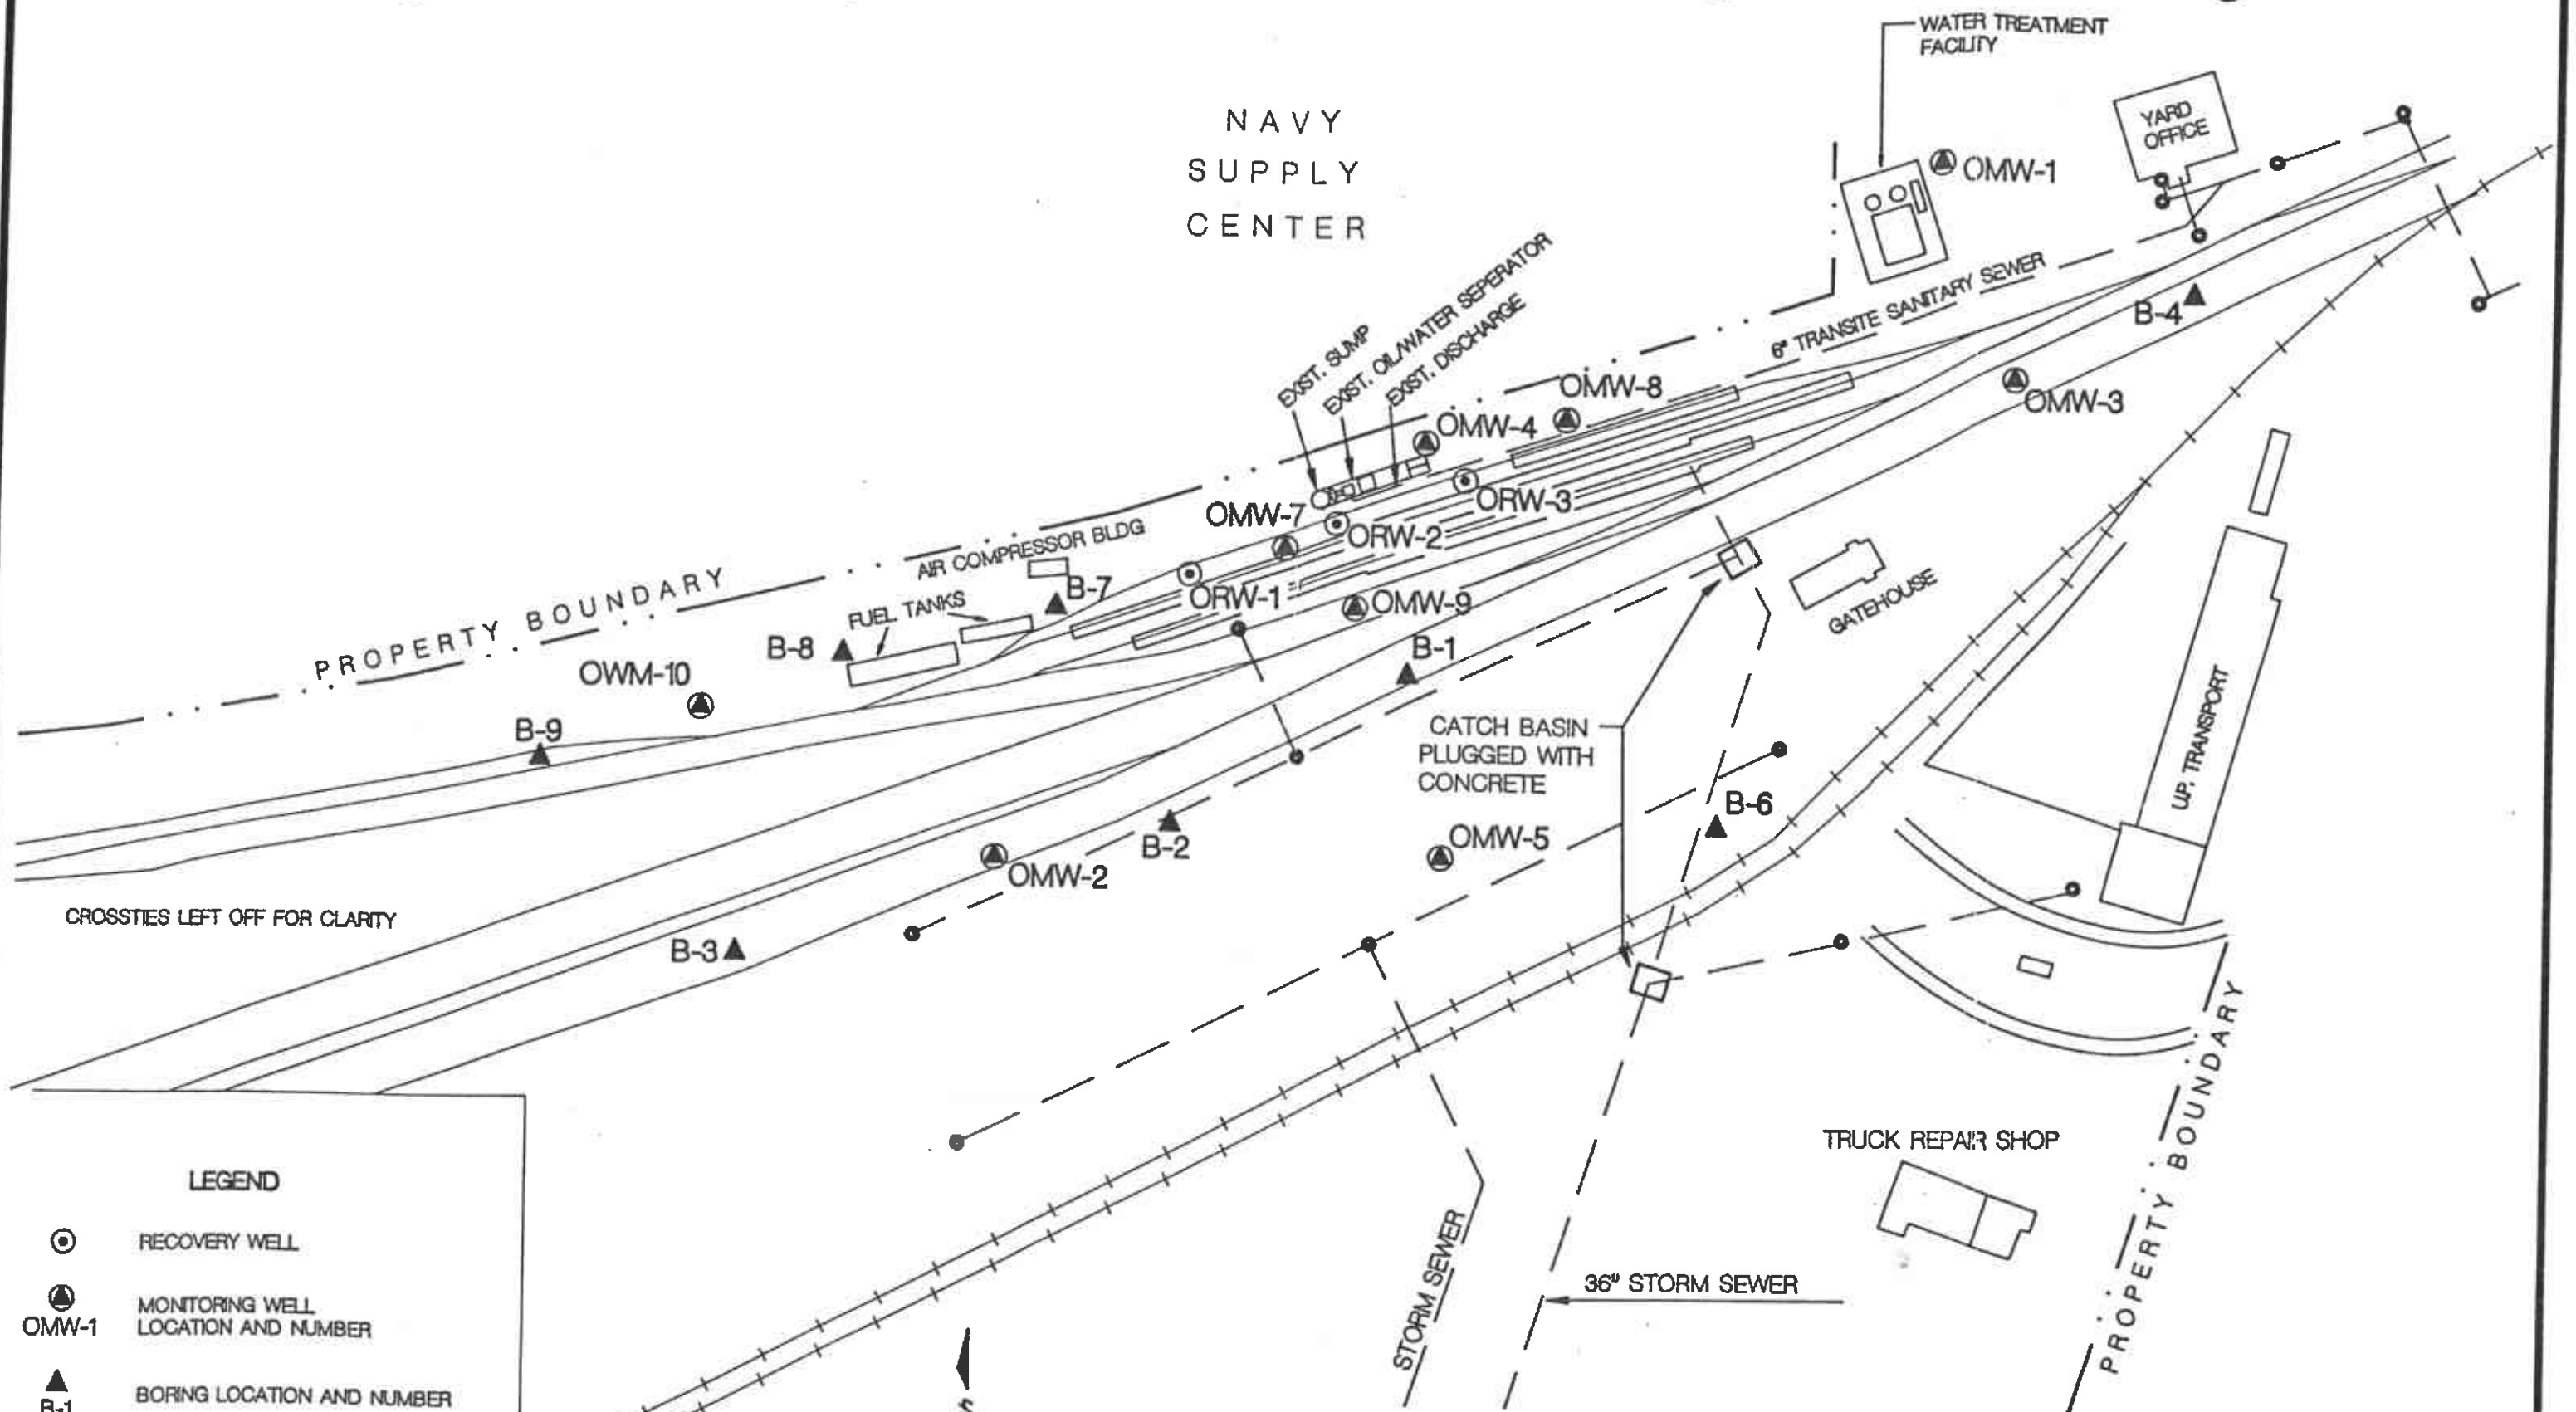 WATER TREATMENT
FACILITY
NAVY
SUPPLY
CENTER
YARD
OFFICE
OMW-1
EXIST. SUMP
EXIST. OIL/WATER SEPERATOR
EXIST. DISCHARGE
6" TRANSITE SANITARY SEWER
B-4
OMW-3
OMW-8
OMW-4
OMW-7
ORW-3
ORW-2
AIR COMPRESSOR BLDG
B-7
ORW-1
OMW-9
GATEHOUSE
PROPERTY BOUNDARY
FUEL TANKS
B-8
OWM-10
B-1
B-9
CATCH BASIN
PLUGGED WITH
CONCRETE
U.P. TRANSPORT
B-6
OMW-5
B-2
OMW-2
CROSSTIES LEFT OFF FOR CLARITY
B-3
TRUCK REPAIR SHOP
PROPERTY BOUNDARY
STORM SEWER
36" STORM SEWER
LEGEND
RECOVERY WELL
OMW-1
MONITORING WELL
LOCATION AND NUMBER
B-1
BORING LOCATION AND NUMBER